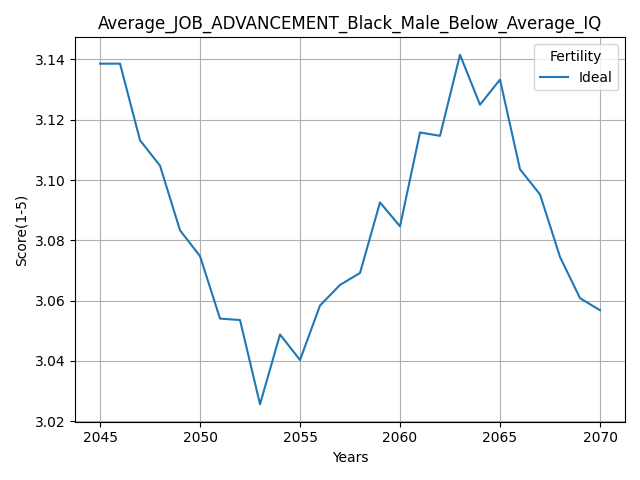 Average_JOB_ADVANCEMENT_Black_Male_Below_Average_IQ
Fertility
Ideal
Score(1-5)
3.14
3.12
3.10
3.08
3.06
3.04
3.02
2045 2050 2055 2060 2065 2070
Years